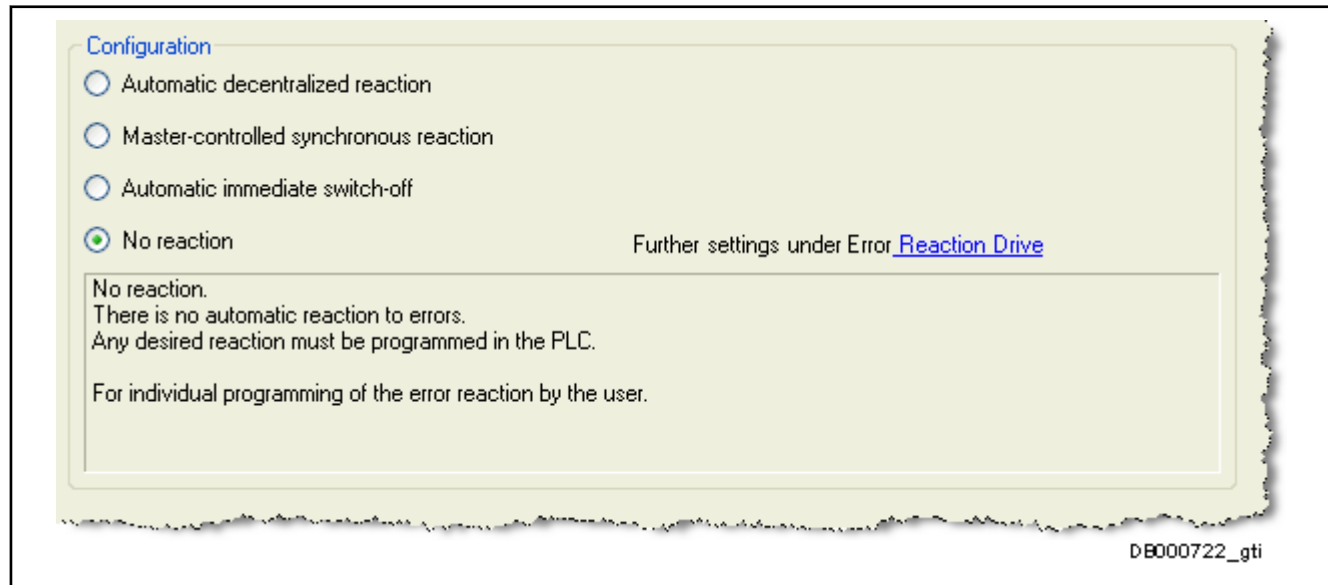 Configuration
Automatic decentralized reaction
Master-controlled synchronous reaction
Automatic immediate switch-off
No reaction
Further settings under Error Reaction Drive
No reaction.
There is no automatic reaction to errors.
Any desired reaction must be programmed in the PLC.
For individual programming of the error reaction by the user.
DB000722_gti